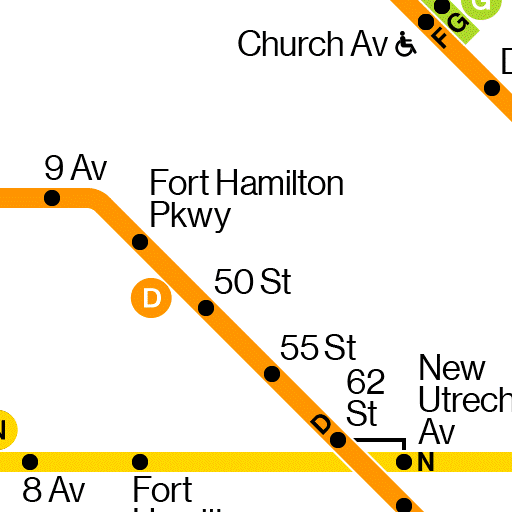 G
G
F
Church Av
D
9 Av
Fort Hamilton
Pkwy
D
50 St
55 St
62
St
New
Utrech
Av
D
N
N
8 Av
Fort